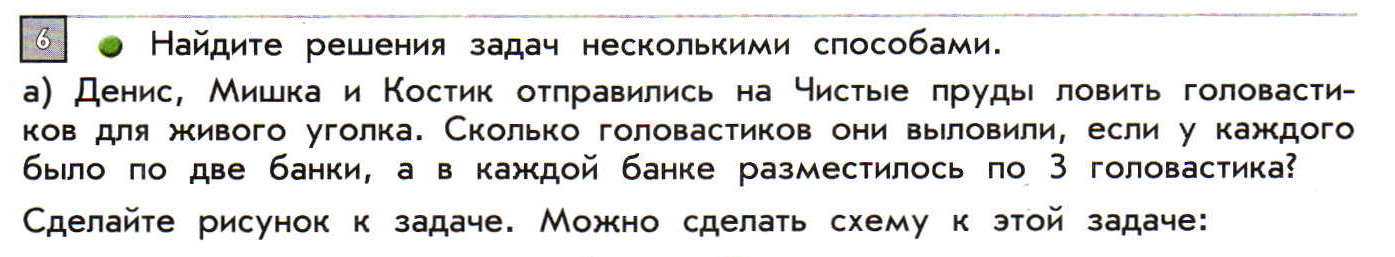 6 Найдите решения задач несколькими способами.
а) Денис, Мишка и Костик отправились на Чистые пруды ловить головасти-
ков для живого уголка. Сколько головастиков они выловили, если у каждого
было по две банки, а в каждой банке разместилось по 3 головастика?
Сделайте рисунок к задаче. Можно сделать схему к этой задаче: